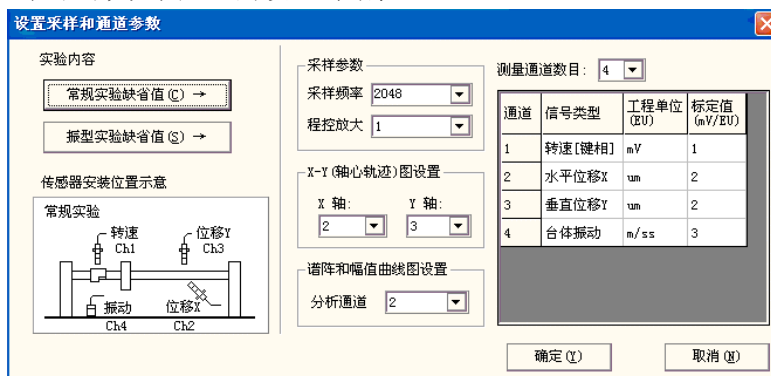 设置采样和通道参数
实验内容
常规实验缺省值(C) →
振型实验缺省值(S) →
传感器安装位置示意
常规实验
转速
Ch1
位移Y
Ch3
振动
Ch4
位移X
Ch2
采样参数
采样频率 2048
程控放大 1
X-Y(轴心轨迹)图设置
X 轴: Y 轴:
2 3
谱阵和幅值曲线图设置
分析通道 2
测量通道数目: 4
通道 信号类型 工程单位(EU) 标定值(mV/EU)
1 转速[键相] mV 1
2 水平位移X um 2
3 垂直位移Y um 2
4 台体振动 m/ss 3
确定(Y) 取消(N)